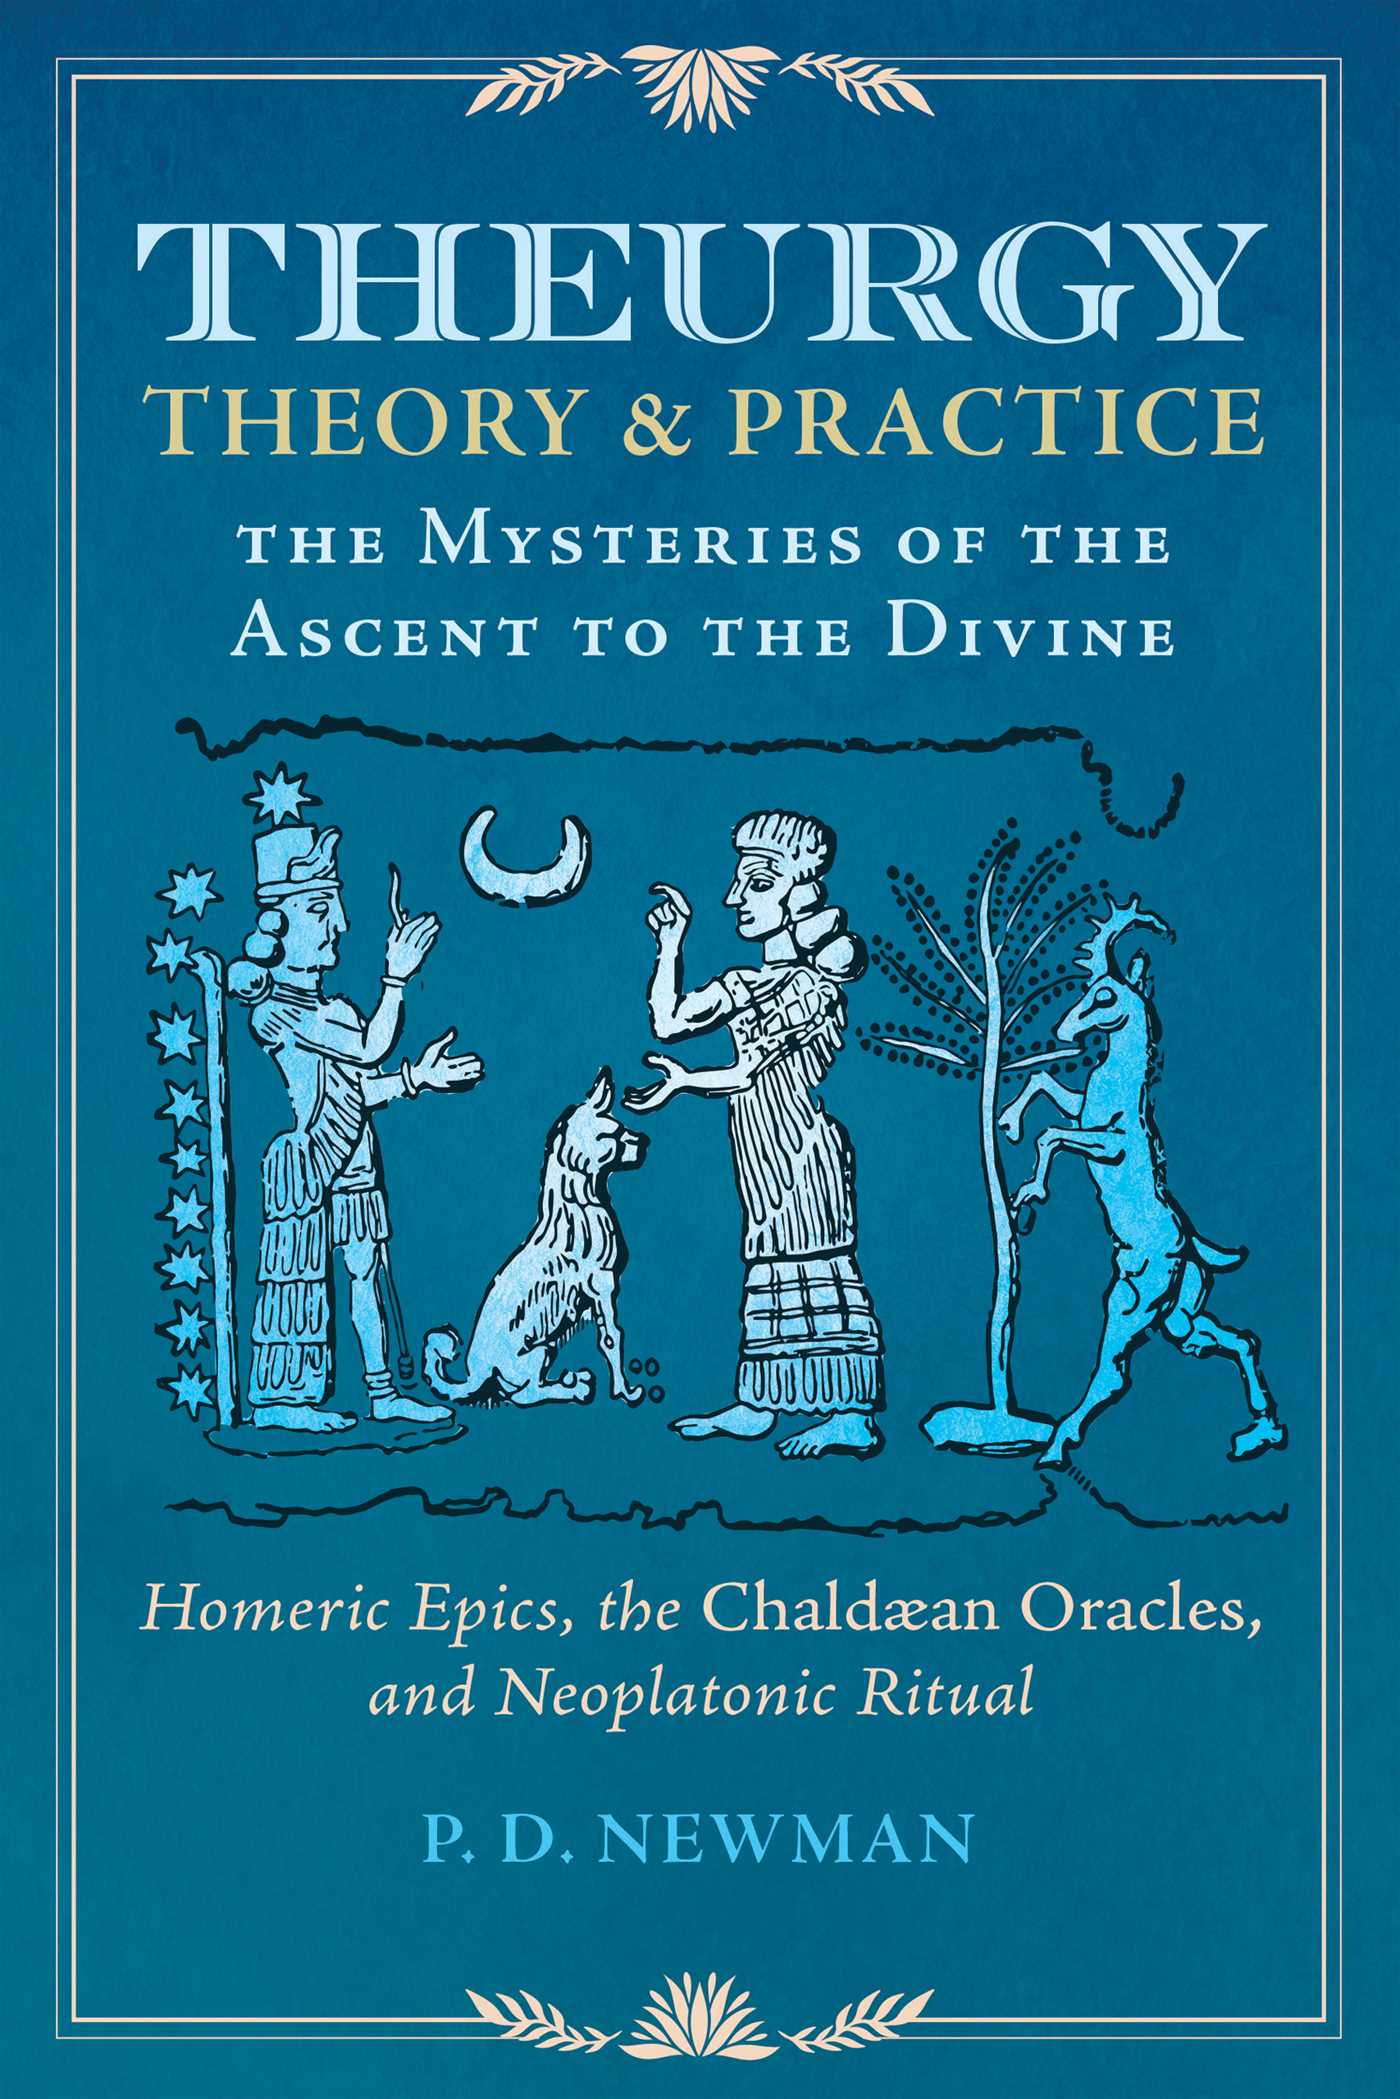 THEURGY
THEORY & PRACTICE
THE MYSTERIES OF THE
ASCENT TO THE DIVINE
Homeric Epics, the Chaldæan Oracles,
and Neoplatonic Ritual
P. D. NEWMAN